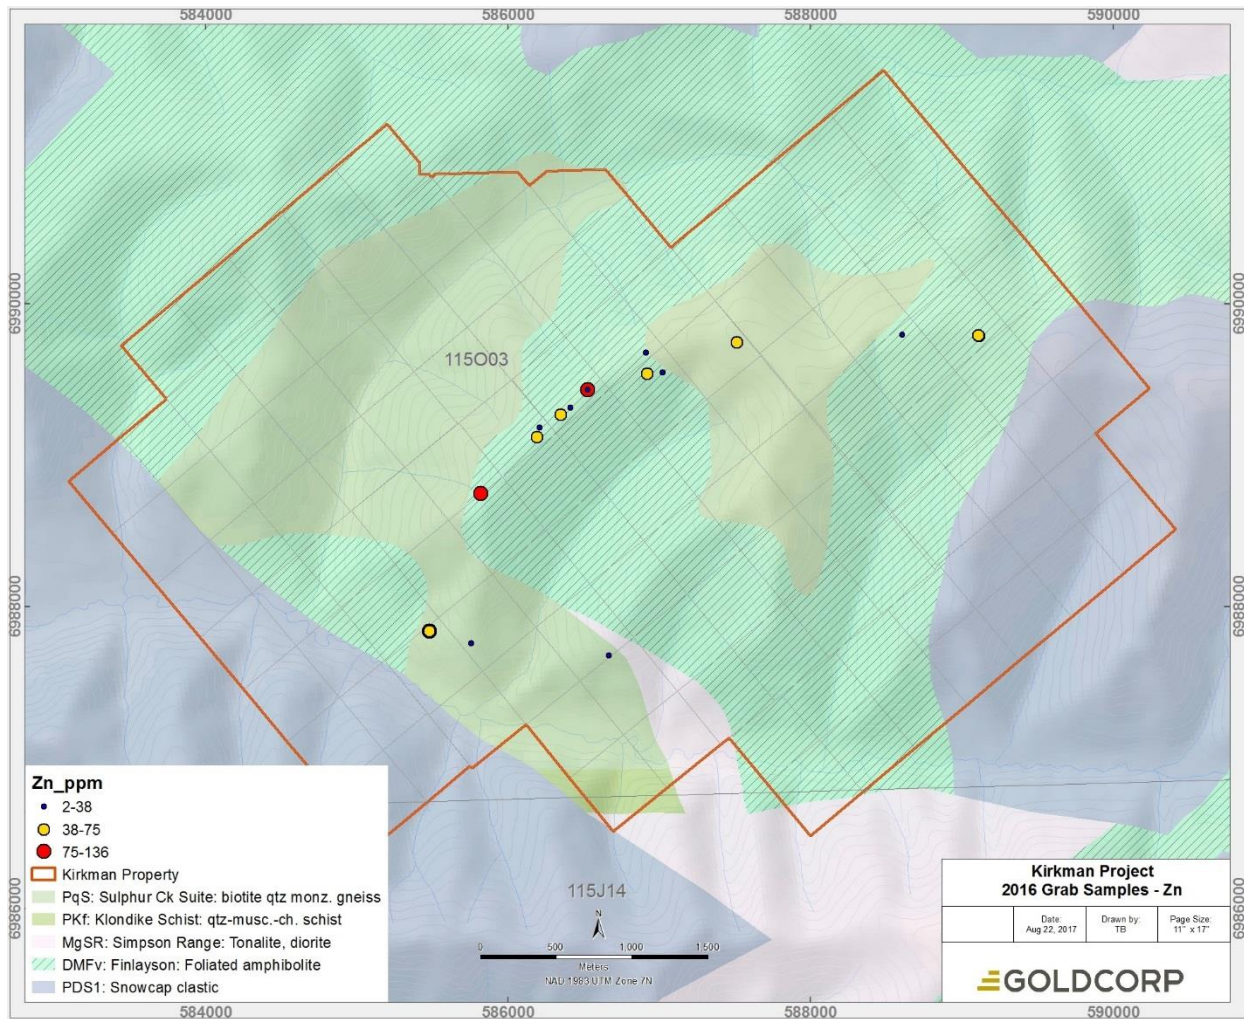 584000 586000 588000 590000
6990000
6990000
115O03
6988000
6988000
6986000
6986000
115J14
Zn_ppm
2-38
38-75
75-136
Kirkman Property
PqS: Sulphur Ck Suite: biotite qtz monz. gneiss
PKf: Klondike Schist: qtz-musc.-ch. schist
MgSR: Simpson Range: Tonalite, diorite
DMFv: Finlayson: Foliated amphibolite
PDS1: Snowcap clastic
N
0 500 1,000 1,500
Meters
NAD 1983 UTM Zone 7N
Kirkman Project
2016 Grab Samples - Zn
Date: Drawn by: Page Size:
Aug 22, 2017 TB 11" x 17"
GOLDCORP
584000 586000 588000 590000